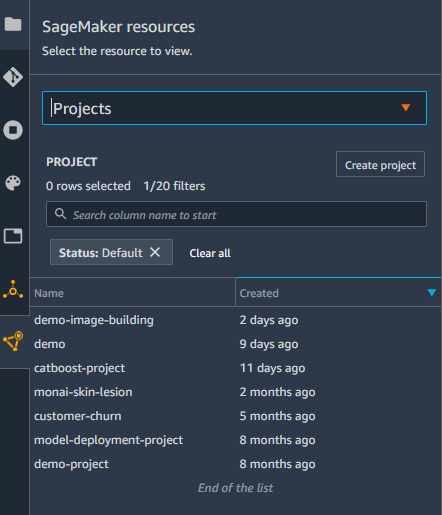 SageMaker resources
Select the resource to view.
Projects
PROJECT
Create project
0 rows selected 1/20 filters
Search column name to start
Status: Default
Clear all
Name Created
demo-image-building 2 days ago
demo 9 days ago
catboost-project 11 days ago
monai-skin-lesion 2 months ago
customer-churn 5 months ago
model-deployment-project 8 months ago
demo-project 8 months ago
End of the list